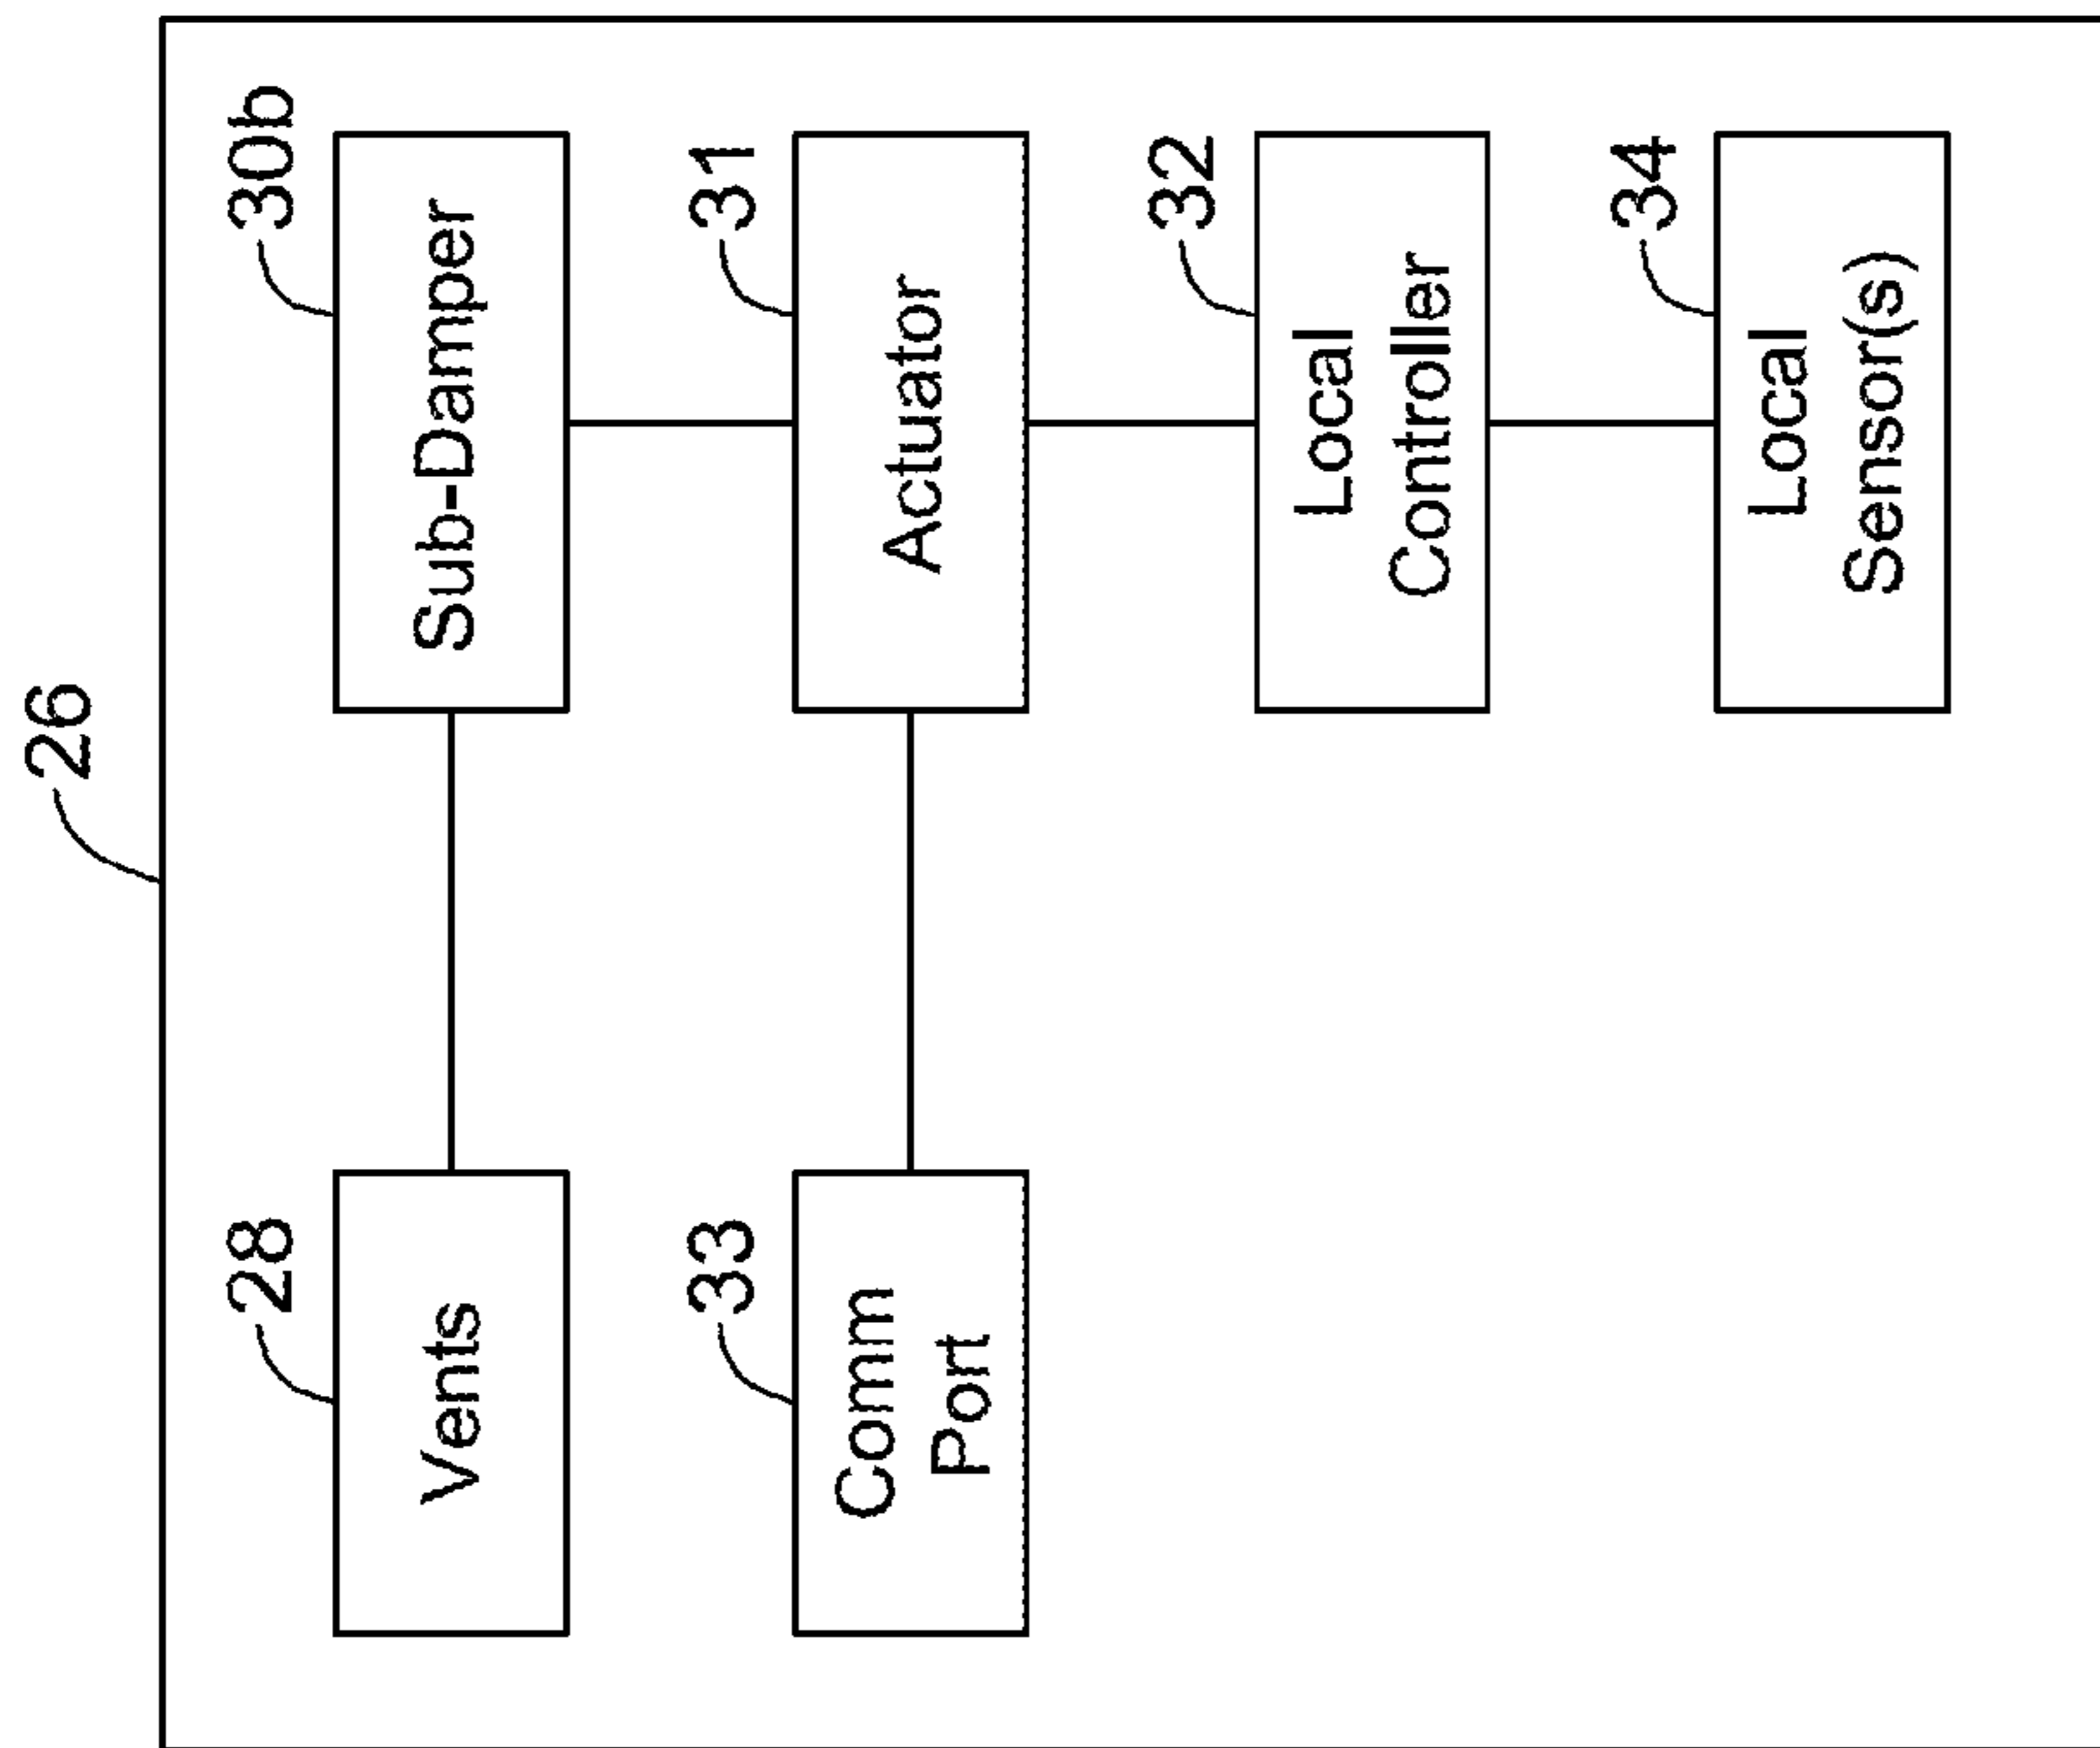 26
28
Vents
30b
Sub-Damper
33
Comm
Port
31
Actuator
32
Local
Controller
34
Local
Sensor(s)